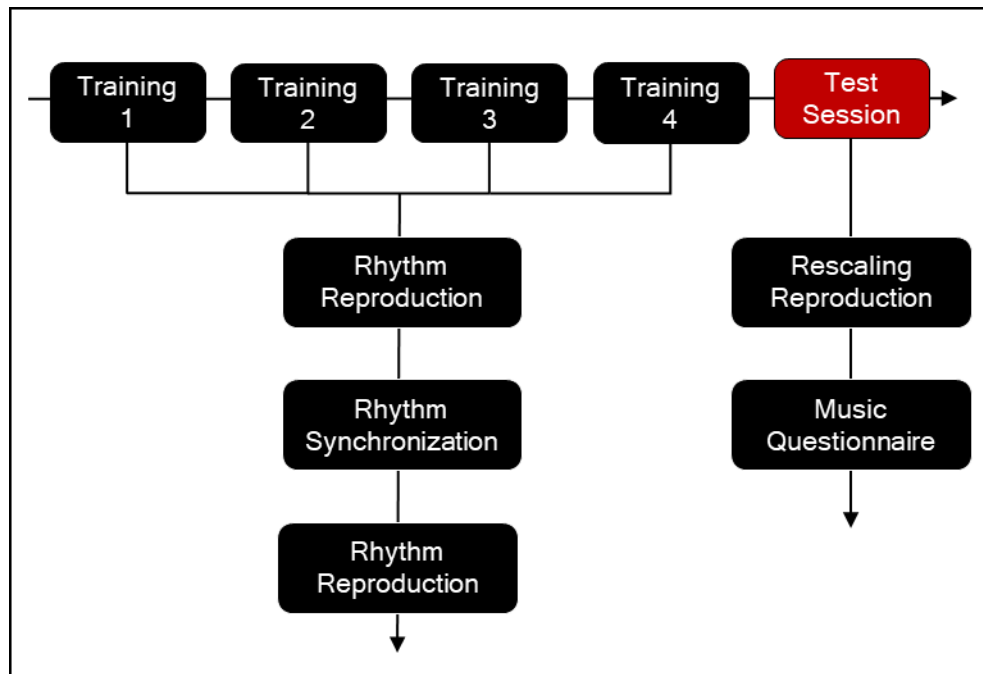 Training
1
Training
2
Training
3
Training
4
Test
Session
Rhythm
Reproduction
Rhythm
Synchronization
Rhythm
Reproduction
Rescaling
Reproduction
Music
Questionnaire